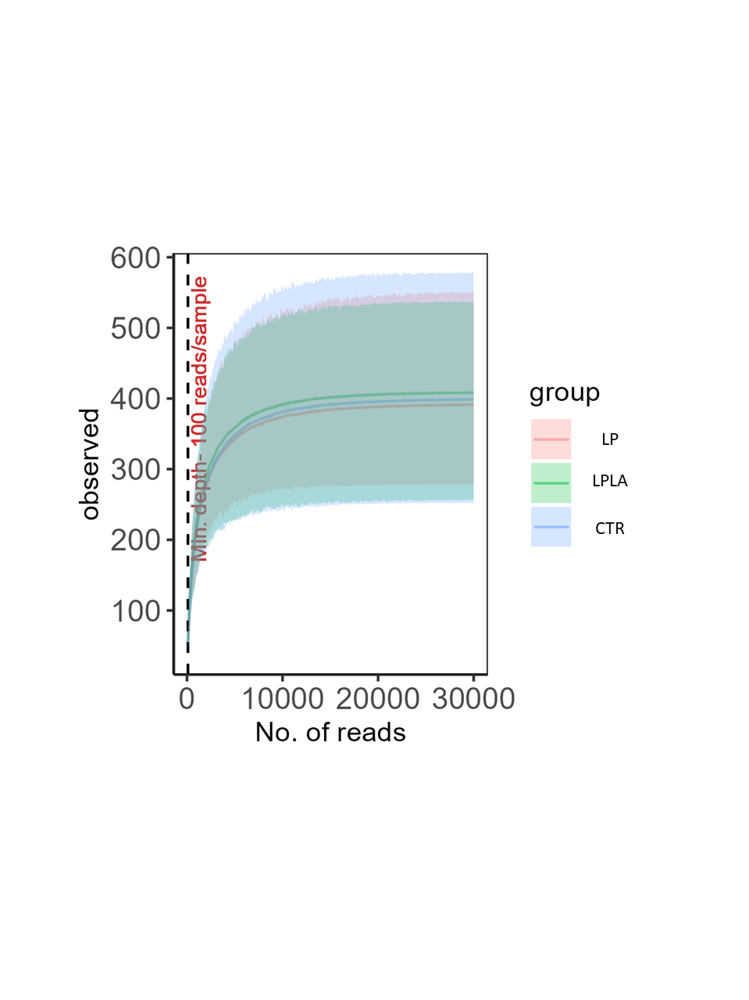 600
500
400
300
200
100
observed
Min. depth- 100 reads/sample
0 10000 20000 30000
No. of reads
group
LP
LPLA
CTR